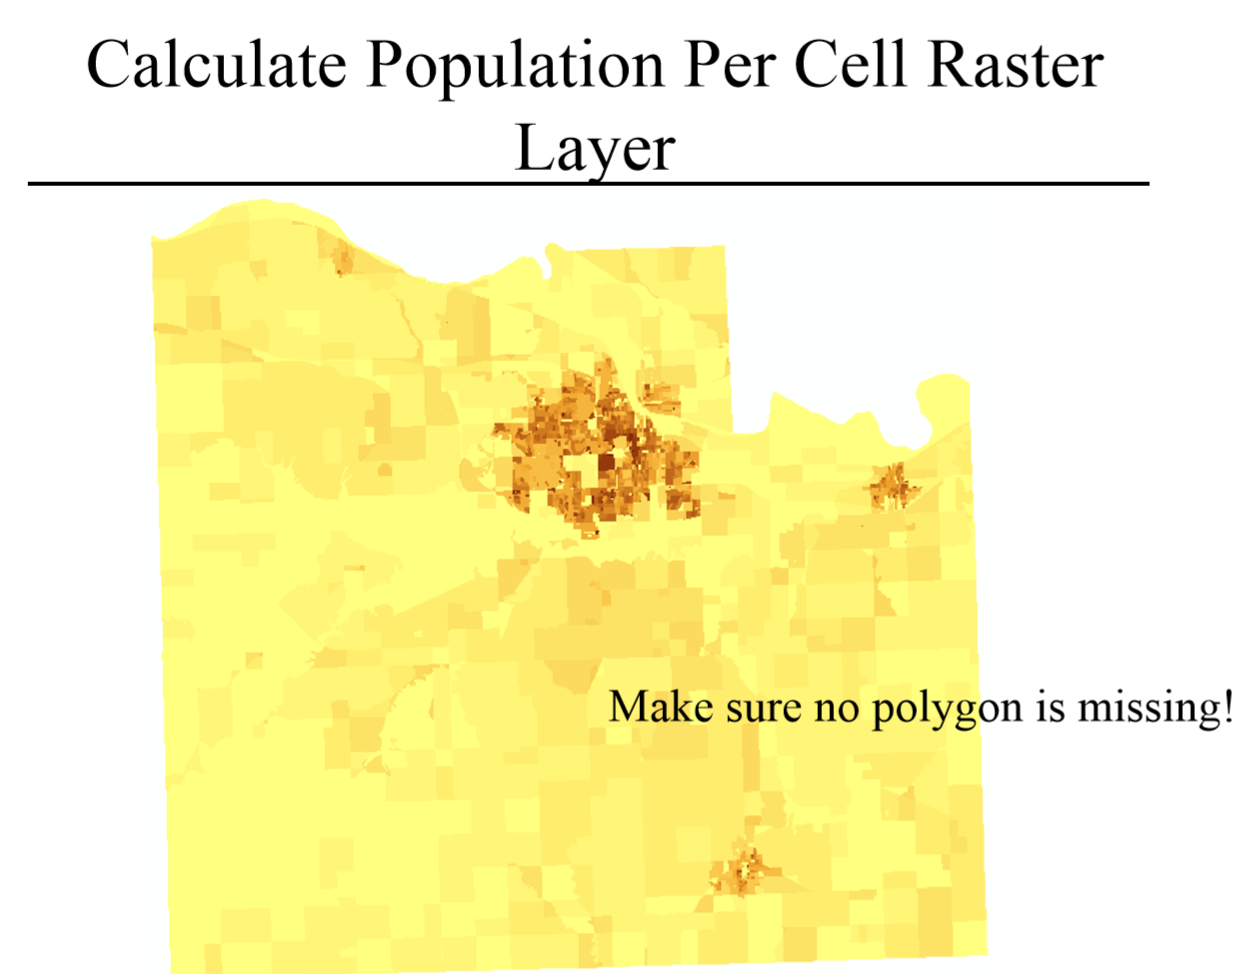 Calculate Population Per Cell Raster
Layer
Make sure no polygon is missing!